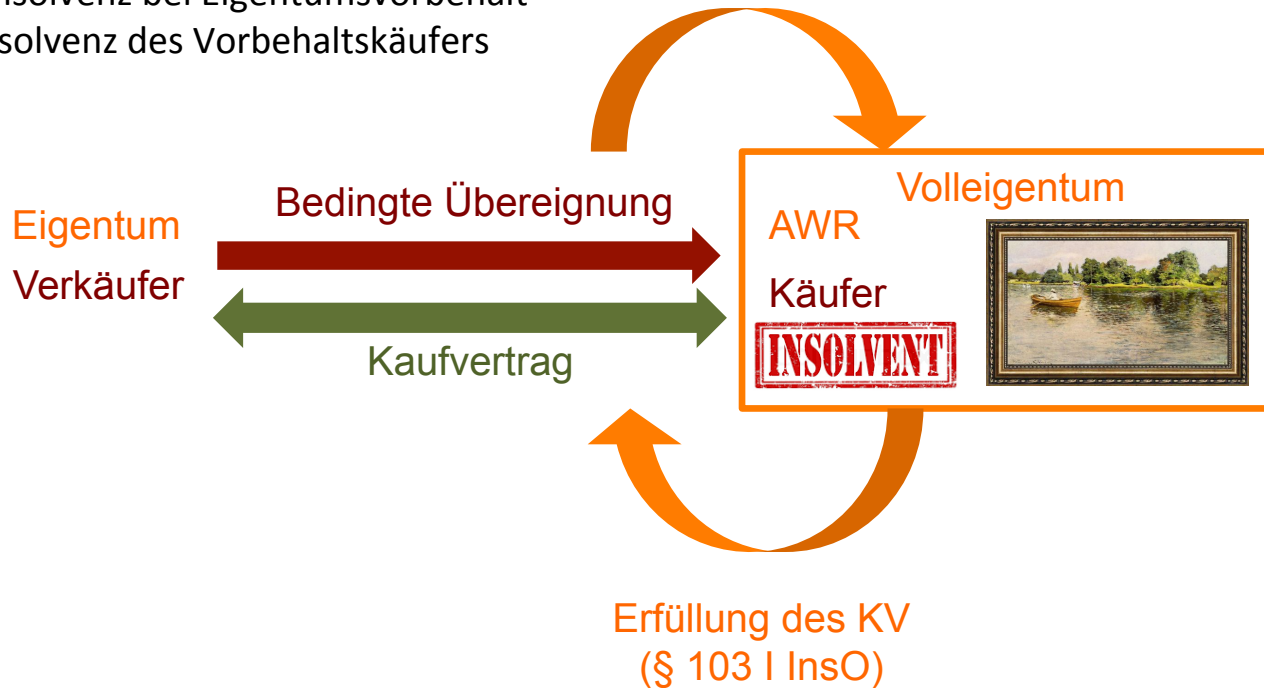 solvenz des Vorbehaltskäufers
Volleigentum
Bedingte Übereignung
Eigentum
AWR
Verkäufer
Käufer
INSOLVENT
Kaufvertrag
Erfüllung des KV
(§ 103 I InsO)